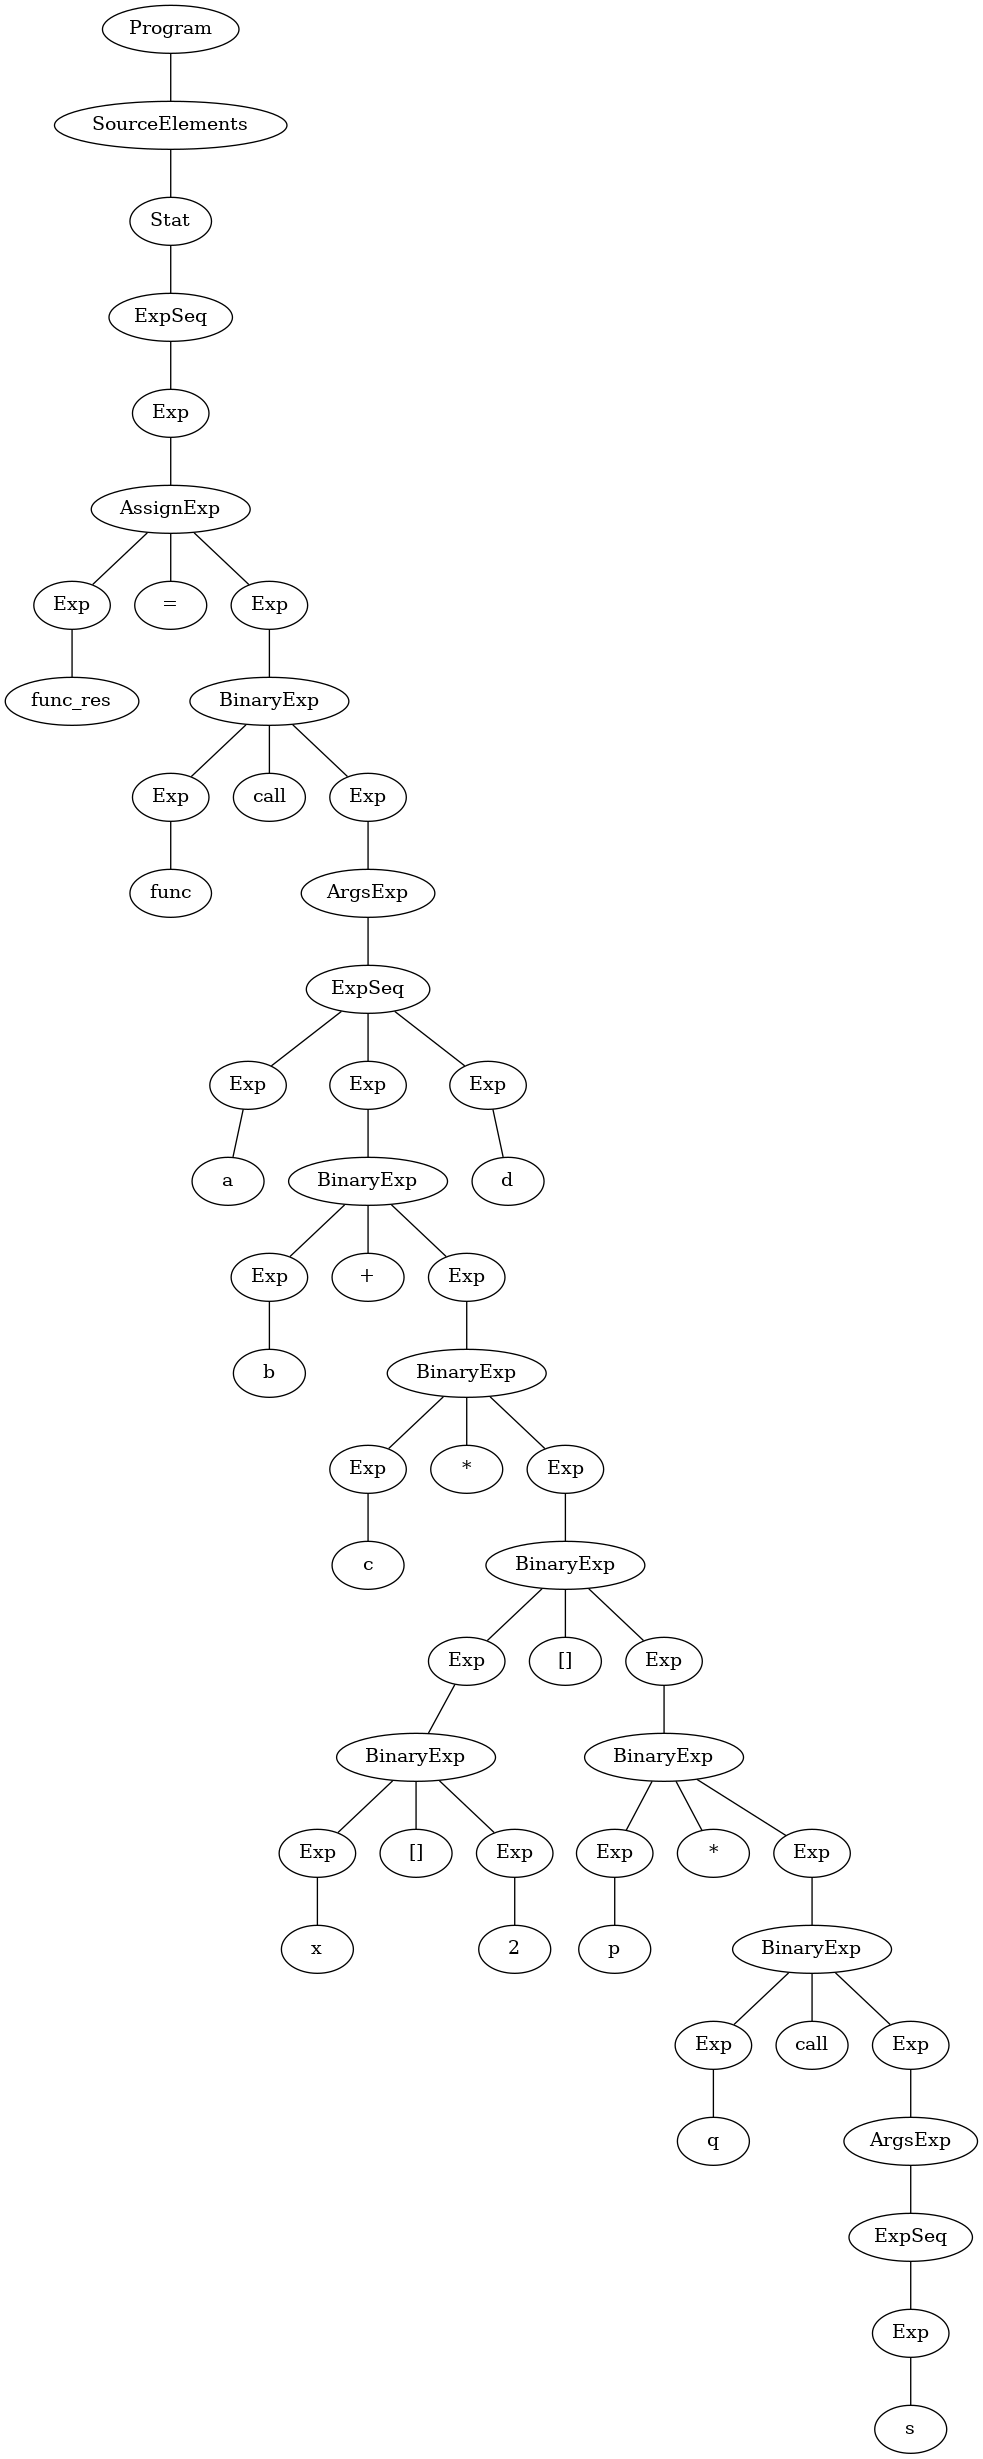 Program
SourceElements
Stat
ExpSeq
Exp
AssignExp
Exp = Exp
func_res BinaryExp
Exp call Exp
func ArgsExp
ExpSeq
Exp Exp Exp
a BinaryExp d
Exp + Exp
b BinaryExp
Exp * Exp
c BinaryExp
Exp [] Exp
BinaryExp BinaryExp
Exp [] Exp Exp * Exp
x 2 p BinaryExp
Exp call Exp
q ArgsExp
ExpSeq
Exp
s